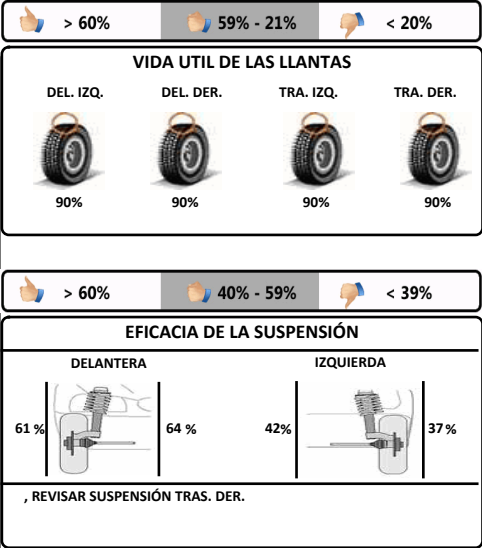 > 60% 59% - 21% < 20%
VIDA UTIL DE LAS LLANTAS
DEL. IZQ. DEL. DER. TRA. IZQ. TRA. DER.
90% 90% 90% 90%
> 60% 40% - 59% < 39%
EFICACIA DE LA SUSPENSIÓN
DELANTERA IZQUIERDA
61 % 64 % 42% 37 %
, REVISAR SUSPENSIÓN TRAS. DER.